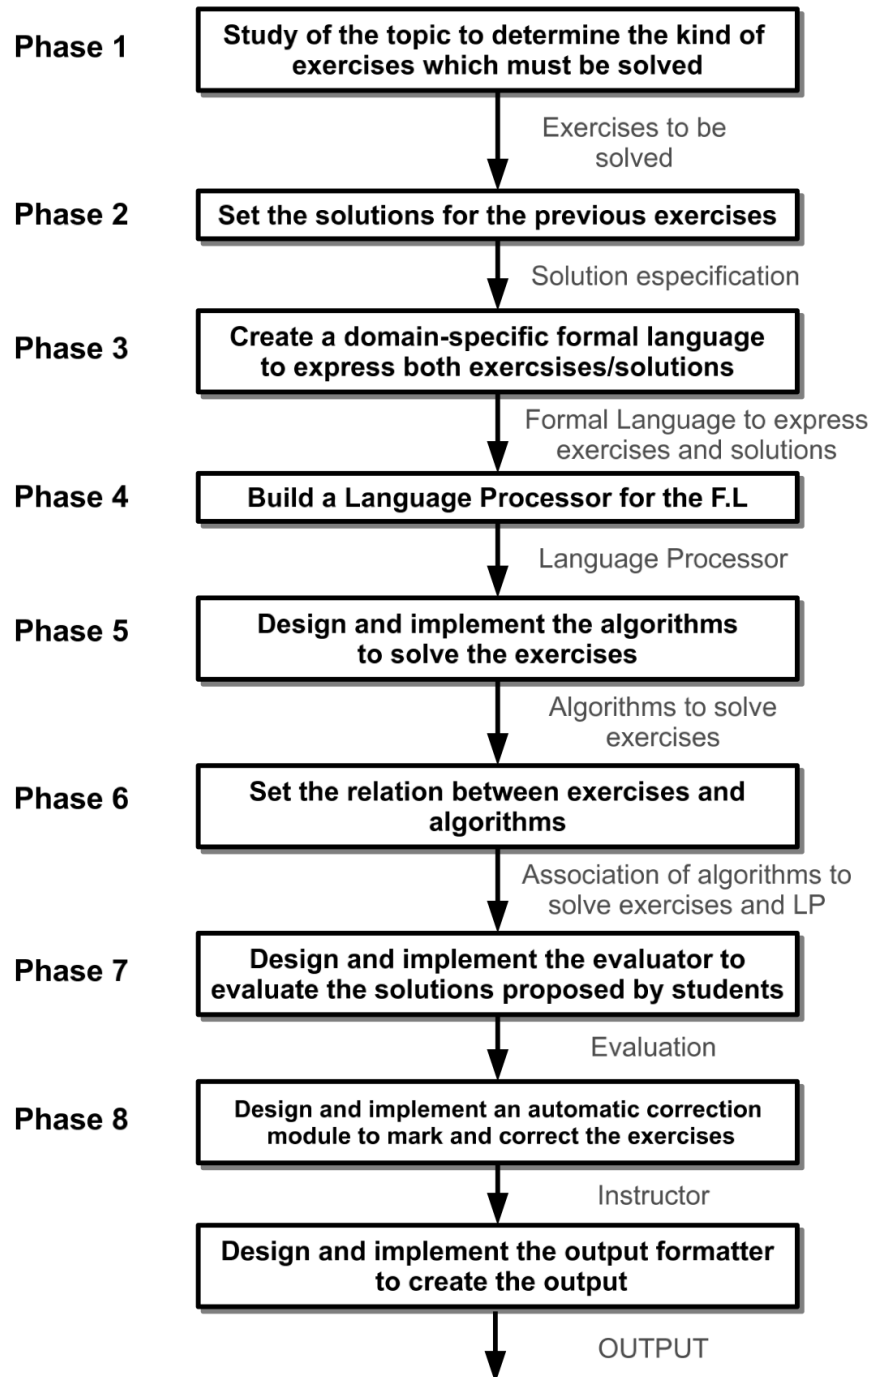 Phase 1
Study of the topic to determine the kind of
exercises which must be solved
Exercises to be
solved
Phase 2
Set the solutions for the previous exercises
Solution especification
Phase 3
Create a domain-specific formal language
to express both exercsises/solutions
Formal Language to express
exercises and solutions
Phase 4
Build a Language Processor for the F.L
Language Processor
Phase 5
Design and implement the algorithms
to solve the exercises
Algorithms to solve
exercises
Phase 6
Set the relation between exercises and
algorithms
Association of algorithms to
solve exercises and LP
Phase 7
Design and implement the evaluator to
evaluate the solutions proposed by students
Evaluation
Phase 8
Design and implement an automatic correction
module to mark and correct the exercises
Instructor
Design and implement the output formatter
to create the output
OUTPUT